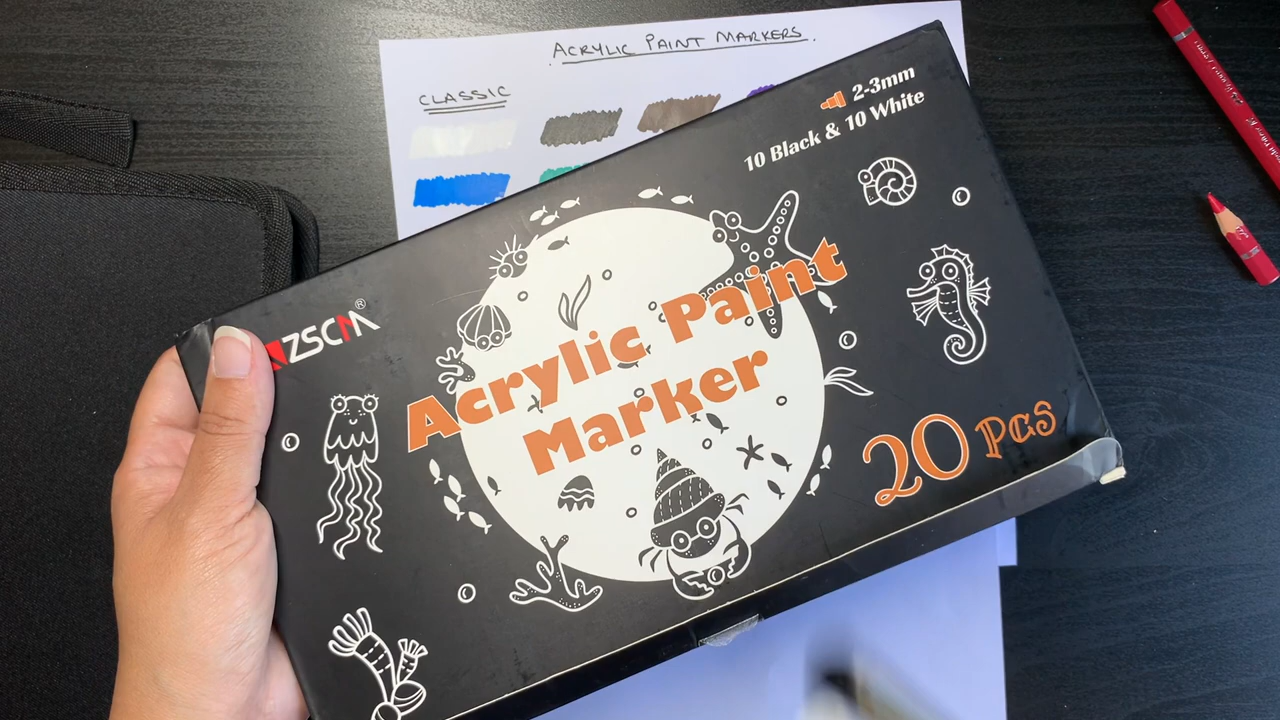 ACRYLIC PAINT MARKERS.
CLASSIC
2-3mm
10 Black & 10 White
ZSCM®
Acrylic Paint
Marker
20 PCS